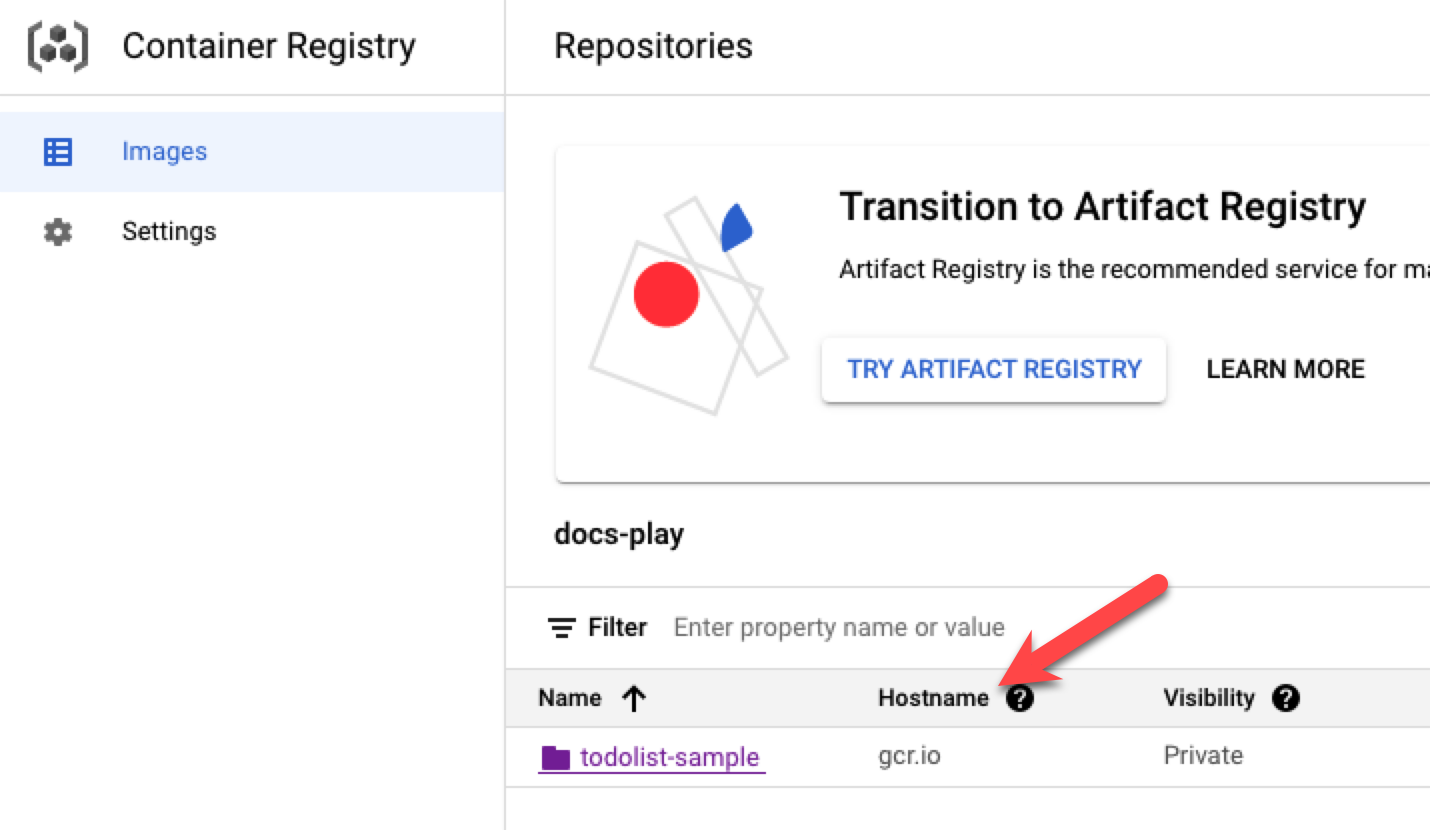 Container Registry
Repositories
Images
Settings
Transition to Artifact Registry
Artifact Registry is the recommended service for
TRY ARTIFACT REGISTRY
LEARN MORE
docs-play
Filter Enter property name or value
Name Hostname ? Visibility ?
todolist-sample gcr.io Private